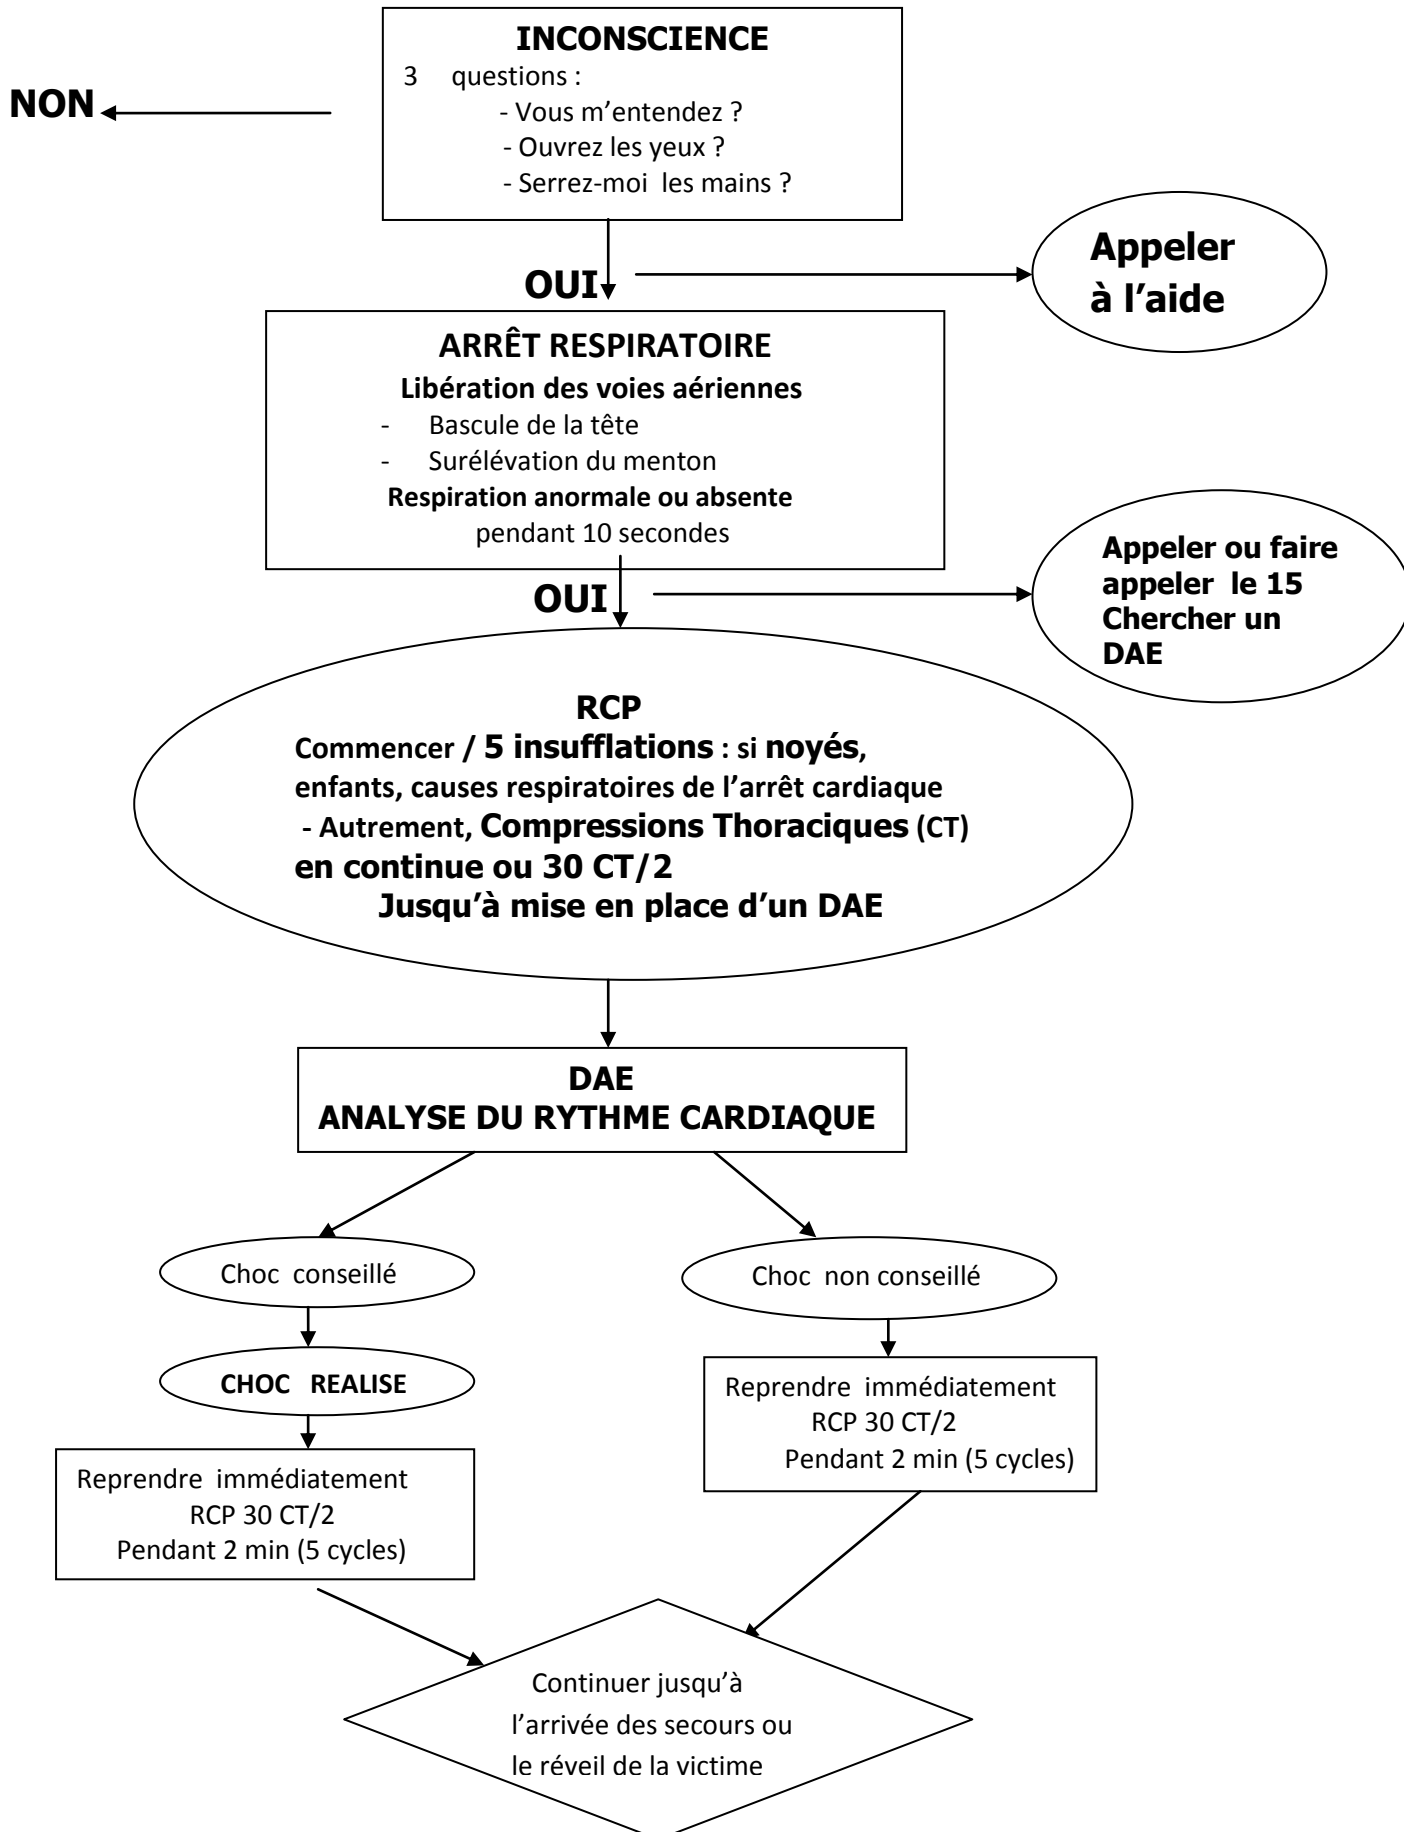 INCONSCIENCE
3 questions :
- Vous m’entendez ?
- Ouvrez les yeux ?
- Serrez-moi les mains ?
NON
OUI
Appeler
à l’aide
ARRÊT RESPIRATOIRE
Libération des voies aériennes
- Bascule de la tête
- Surélévation du menton
Respiration anormale ou absente
pendant 10 secondes
OUI
Appeler ou faire
appeler le 15
Chercher un
DAE
RCP
Commencer / 5 insufflations : si noyés,
enfants, causes respiratoires de l’arrêt cardiaque
- Autrement, Compressions Thoraciques (CT)
en continue ou 30 CT/2
Jusqu’à mise en place d’un DAE
DAE
ANALYSE DU RYTHME CARDIAQUE
Choc conseillé
CHOC REALISE
Reprendre immédiatement
RCP 30 CT/2
Pendant 2 min (5 cycles)
Choc non conseillé
Reprendre immédiatement
RCP 30 CT/2
Pendant 2 min (5 cycles)
Continuer jusqu’à
l’arrivée des secours ou
le réveil de la victime